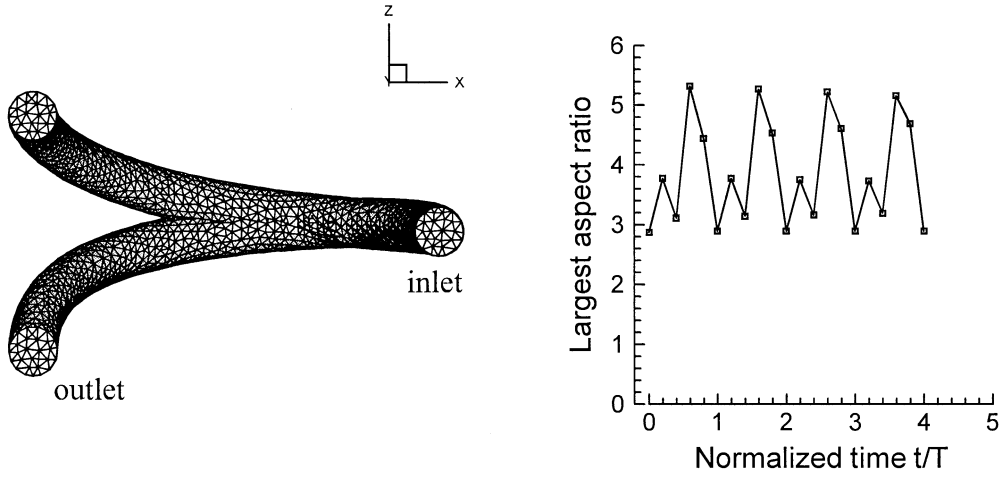 Z
X
inlet
outlet
6
5
4
3
2
1
0
Largest aspect ratio
0 1 2 3 4 5
Normalized time t/T